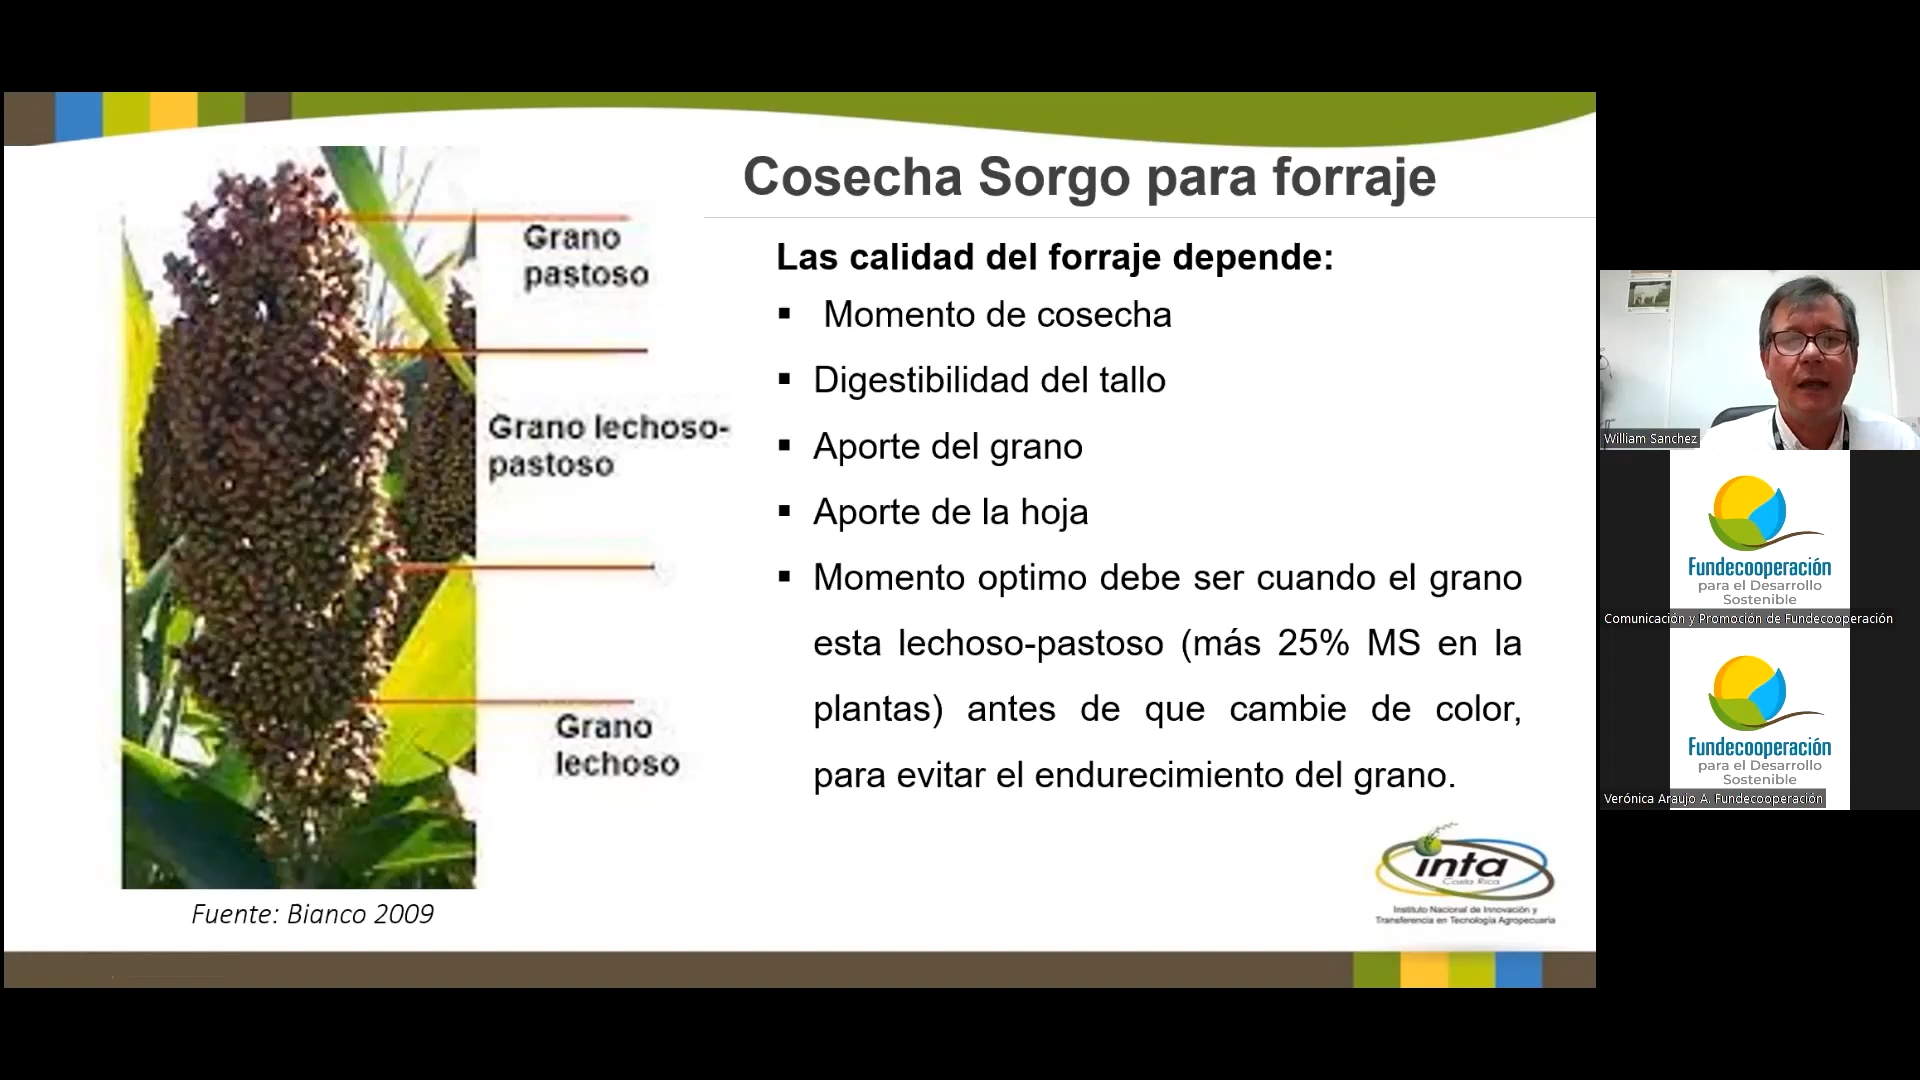 Cosecha Sorgo para forraje
Grano
pastoso
Grano lechoso-
pastoso
Grano
lechoso
Fuente: Bianco 2009
Las calidad del forraje depende:
▪ Momento de cosecha
▪ Digestibilidad del tallo
▪ Aporte del grano
▪ Aporte de la hoja
▪ Momento optimo debe ser cuando el grano
esta lechoso-pastoso (más 25% MS en la
plantas) antes de que cambie de color,
para evitar el endurecimiento del grano.
inta
Costa Rica
Instituto Nacional de Innovación y
Transferencia en Tecnología Agropecuaria
William Sanchez
Fundecooperación
para el Desarrollo
Sostenible
Comunicación y Promoción de Fundecooperación
Fundecooperación
para el Desarrollo
Sostenible
Verónica Araujo A. Fundecooperación